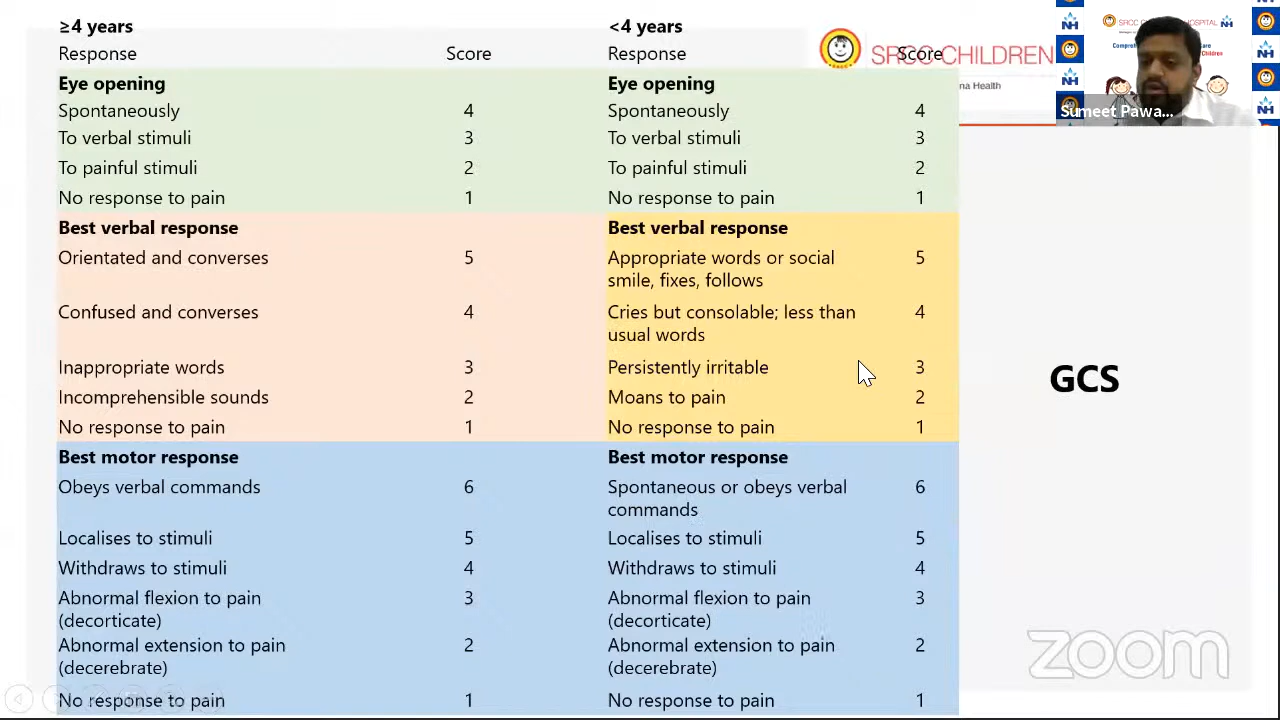 ≥4 years <4 years
Response Score Response Score
Eye opening Eye opening
Spontaneously 4 Spontaneously 4
To verbal stimuli 3 To verbal stimuli 3
To painful stimuli 2 To painful stimuli 2
No response to pain 1 No response to pain 1
Best verbal response Best verbal response
Orientated and converses 5 Appropriate words or social 5
smile, fixes, follows
Confused and converses 4 Cries but consolable; less than 4
usual words
Inappropriate words 3 Persistently irritable 3
Incomprehensible sounds 2 Moans to pain 2
No response to pain 1 No response to pain 1
Best motor response Best motor response
Obeys verbal commands 6 Spontaneous or obeys verbal 6
commands
Localises to stimuli 5 Localises to stimuli 5
Withdraws to stimuli 4 Withdraws to stimuli 4
Abnormal flexion to pain 3 Abnormal flexion to pain 3
(decorticate) (decorticate)
Abnormal extension to pain 2 Abnormal extension to pain 2
(decerebrate) (decerebrate)
No response to pain 1 No response to pain 1
SRCC CHILDREN
Health
Sumeet Pawa...
NH
GCS
zoom